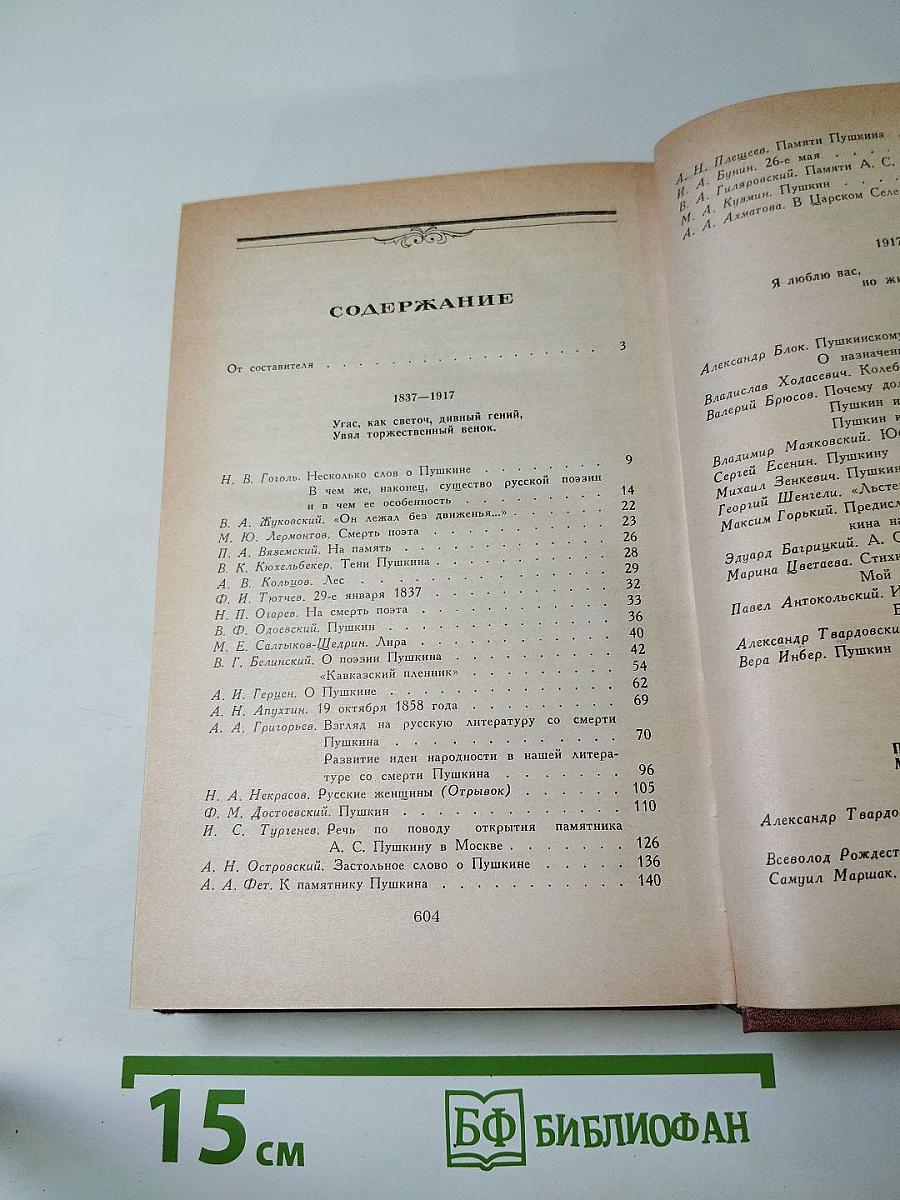 СОДЕРЖАНИЕ
От составителя . . . . . . . . . . . . . . . . . . 3
1837—1917
Угас, как светоч, дивный гений,
Увял торжественный венок.
Н. В. Гоголь. Несколько слов о Пушкине . . . . . . . . 9
В чем же, наконец, существо русской поэзии
и в чем ее особенность . . . . . . . . . 14
В. А. Жуковский. «Он лежал без движенья...» . . . . . . 22
М. Ю. Лермонтов. Смерть поэта . . . . . . . . . . . 23
П. А. Вяземский. На память . . . . . . . . . . . . 26
В. К. Кюхельбекер. Тени Пушкина . . . . . . . . . . . 28
А. В. Кольцов. Лес . . . . . . . . . . . . . . . 29
Ф. И. Тютчев. 29-е января 1837 . . . . . . . . . . . 32
Н. П. Огарев. На смерть поэта . . . . . . . . . . . 33
В. Ф. Одоевский. Пушкин . . . . . . . . . . . . . 36
М. Е. Салтыков-Щедрин. Лира . . . . . . . . . . . . 40
В. Г. Белинский. О поэзии Пушкина . . . . . . . . . . 42
«Кавказский пленник» . . . . . . . . . . 54
А. И. Герцен. О Пушкине . . . . . . . . . . . . . 62
А. Н. Апухтин. 19 октября 1858 года . . . . . . . . . 69
А. А. Григорьев. Взгляд на русскую литературу со смерти
Пушкина . . . . . . . . . . . . . 70
Развитие идеи народности в нашей литера-
туре со смерти Пушкина . . . . . . . 96
Н. А. Некрасов. Русские женщины (Отрывок) . . . . . . 105
Ф. М. Достоевский. Пушкин . . . . . . . . . . . . 110
И. С. Тургенев. Речь по поводу открытия памятника
А. С. Пушкину в Москве . . . . . . 126
А. Н. Островский. Застольное слово о Пушкине . . . . . 136
А. А. Фет. К памятнику Пушкина . . . . . . . . . . 140
604
А. Н. Плещеев. Памяти Пушкина
И. А. Бунин. 26-е мая . . . .
В. А. Гиляровский. Памяти А. С.
М. А. Кузмин. Пушкин . . . .
А. А. Ахматова. В Царском Селе
1917
Я люблю вас,
но
Александр Блок. Пушкинскому
О
Владислав Ходасевич.
Валерий Брюсов. Почему
Пушкин и
Пушкин и
Владимир Маяковский.
Сергей Есенин. Пушкину
Михаил Зенкевич.
Георгий Шенгели.
Максим Горький.
Эдуард Багрицкий. А.
Марина Цветаева.
Мой
Павел Антокольский.
Александр
Вера Инбер. Пушкин
Александр
Всеволод
Самуил Маршак.
15 см
БФ БИБЛИОФАН